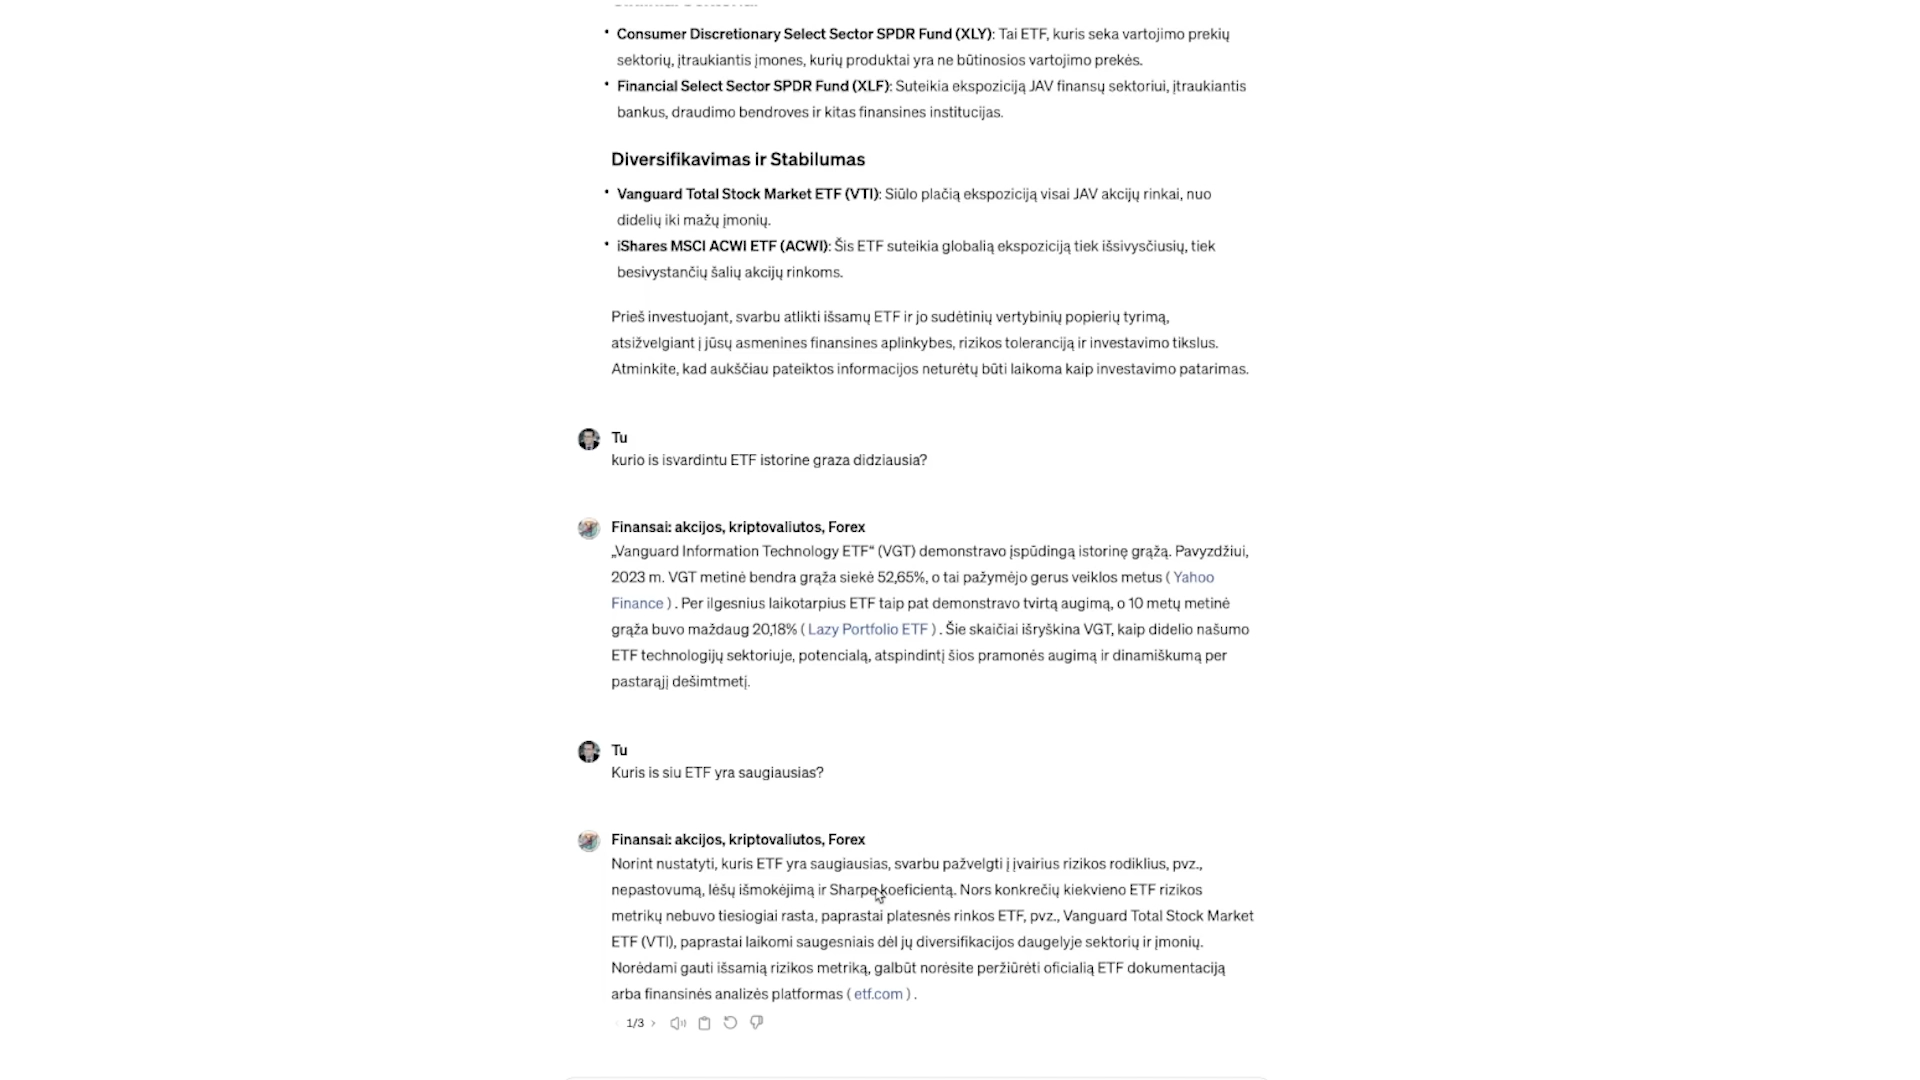 • Consumer Discretionary Select Sector SPDR Fund (XLY): Tai ETF, kuris seka vartojimo prekių
sektorių, įtraukiantis įmones, kurių produktai yra ne būtinosios vartojimo prekės.
• Financial Select Sector SPDR Fund (XLF): Suteikia ekspoziciją JAV finansų sektoriui, įtraukiantis
bankus, draudimo bendroves ir kitas finansines institucijas.
Diversifikavimas ir Stabilumas
• Vanguard Total Stock Market ETF (VTI): Siūlo plačią ekspoziciją visai JAV akcijų rinkai, nuo
didelių iki mažų įmonių.
• iShares MSCI ACWI ETF (ACWI): Šis ETF suteikia globalią ekspoziciją tiek išsivysčiusių, tiek
besivystančių šalių akcijų rinkoms.
Prieš investuojant, svarbu atlikti išsamų ETF ir jo sudėtinių vertybinių popierių tyrimą,
atsižvelgiant į jūsų asmenines finansines aplinkybes, rizikos toleranciją ir investavimo tikslus.
Atminkite, kad aukščiau pateiktos informacijos neturėtų būti laikoma kaip investavimo patarimas.
Tu
kurio is isvardintu ETF istorine graza didziausia?
Finansai: akcijos, kriptovaliutos, Forex
„Vanguard Information Technology ETF“ (VGT) demonstravo įspūdingą istorinę grąžą. Pavyzdžiui,
2023 m. VGT metinė bendra grąža siekė 52,65%, o tai pažymėjo gerus veiklos metus ( Yahoo
Finance ) . Per ilgesnius laikotarpius ETF taip pat demonstravo tvirtą augimą, o 10 metų metinė
grąža buvo maždaug 20,18% ( Lazy Portfolio ETF ) . Šie skaičiai išryškina VGT, kaip didelio našumo
ETF technologijų sektoriuje, potencialą, atspindintį šios pramonės augimą ir dinamiškumą per
pastarąjį dešimtmetį.
Tu
Kuris is siu ETF yra saugiausias?
Finansai: akcijos, kriptovaliutos, Forex
Norint nustatyti, kuris ETF yra saugiausias, svarbu pažvelgti į įvairius rizikos rodiklius, pvz.,
nepastovumą, lėšų išmokėjimą ir Sharpe koeficientą. Nors konkrečių kiekvieno ETF rizikos
metrikų nebuvo tiesiogiai rasta, paprastai platesnės rinkos ETF, pvz., Vanguard Total Stock Market
ETF (VTI), paprastai laikomi saugesniais dėl jų diversifikacijos daugelyje sektorių ir įmonių.
Norėdami gauti išsamią rizikos metriką, galbūt norėsite peržiūrėti oficialią ETF dokumentaciją
arba finansinės analizės platformas ( etf.com ) .
1/3